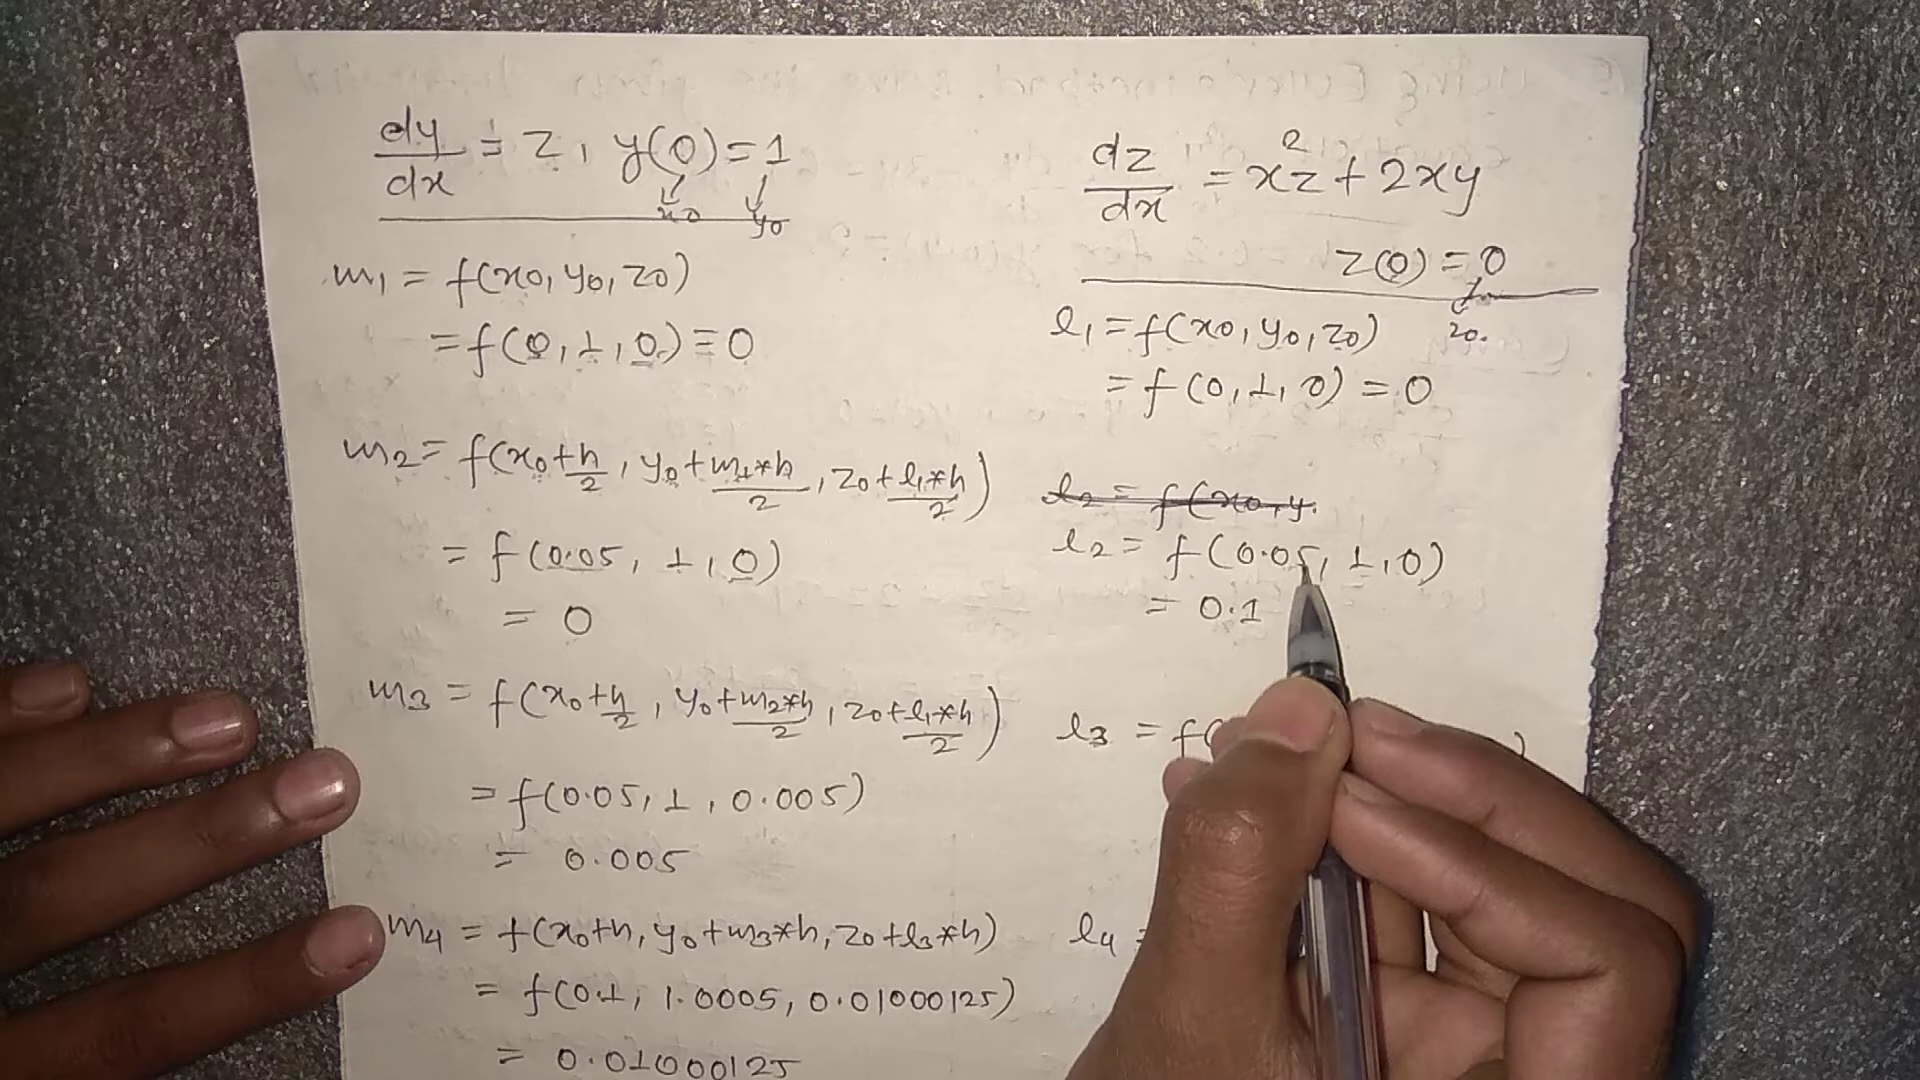 dy/dx = z, y(0) = 1
x0 y0
m1 = f(x0, y0, z0)
= f(0, 1, 0) = 0
m2 = f(x0+h/2, y0+m1*h/2, z0+l1*h/2)
= f(0.05, 1, 0)
= 0
m3 = f(x0+h/2, y0+m2*h/2, z0+l1*h/2)
= f(0.05, 1, 0.005)
= 0.005
m4 = f(x0+h, y0+m3*h, z0+l3*h)
= f(0.1, 1.0005, 0.01000125)
= 0.01000125
dz/dx = x²z + 2xy
z(0) = 0
z0.
l1 = f(x0, y0, z0)
= f(0, 1, 0) = 0
l2 = f(x0, y.
l2 = f(0.05, 1, 0)
= 0.1
l3 = f( )
l4 =